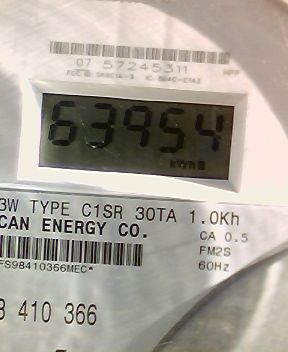 07 57245311
63954
kWh
3W TYPE C1SR 30TA 1.0Kh
CAN ENERGY CO. CA 0.5
FM2S
FS98410366MEC* 60Hz
8 410 366